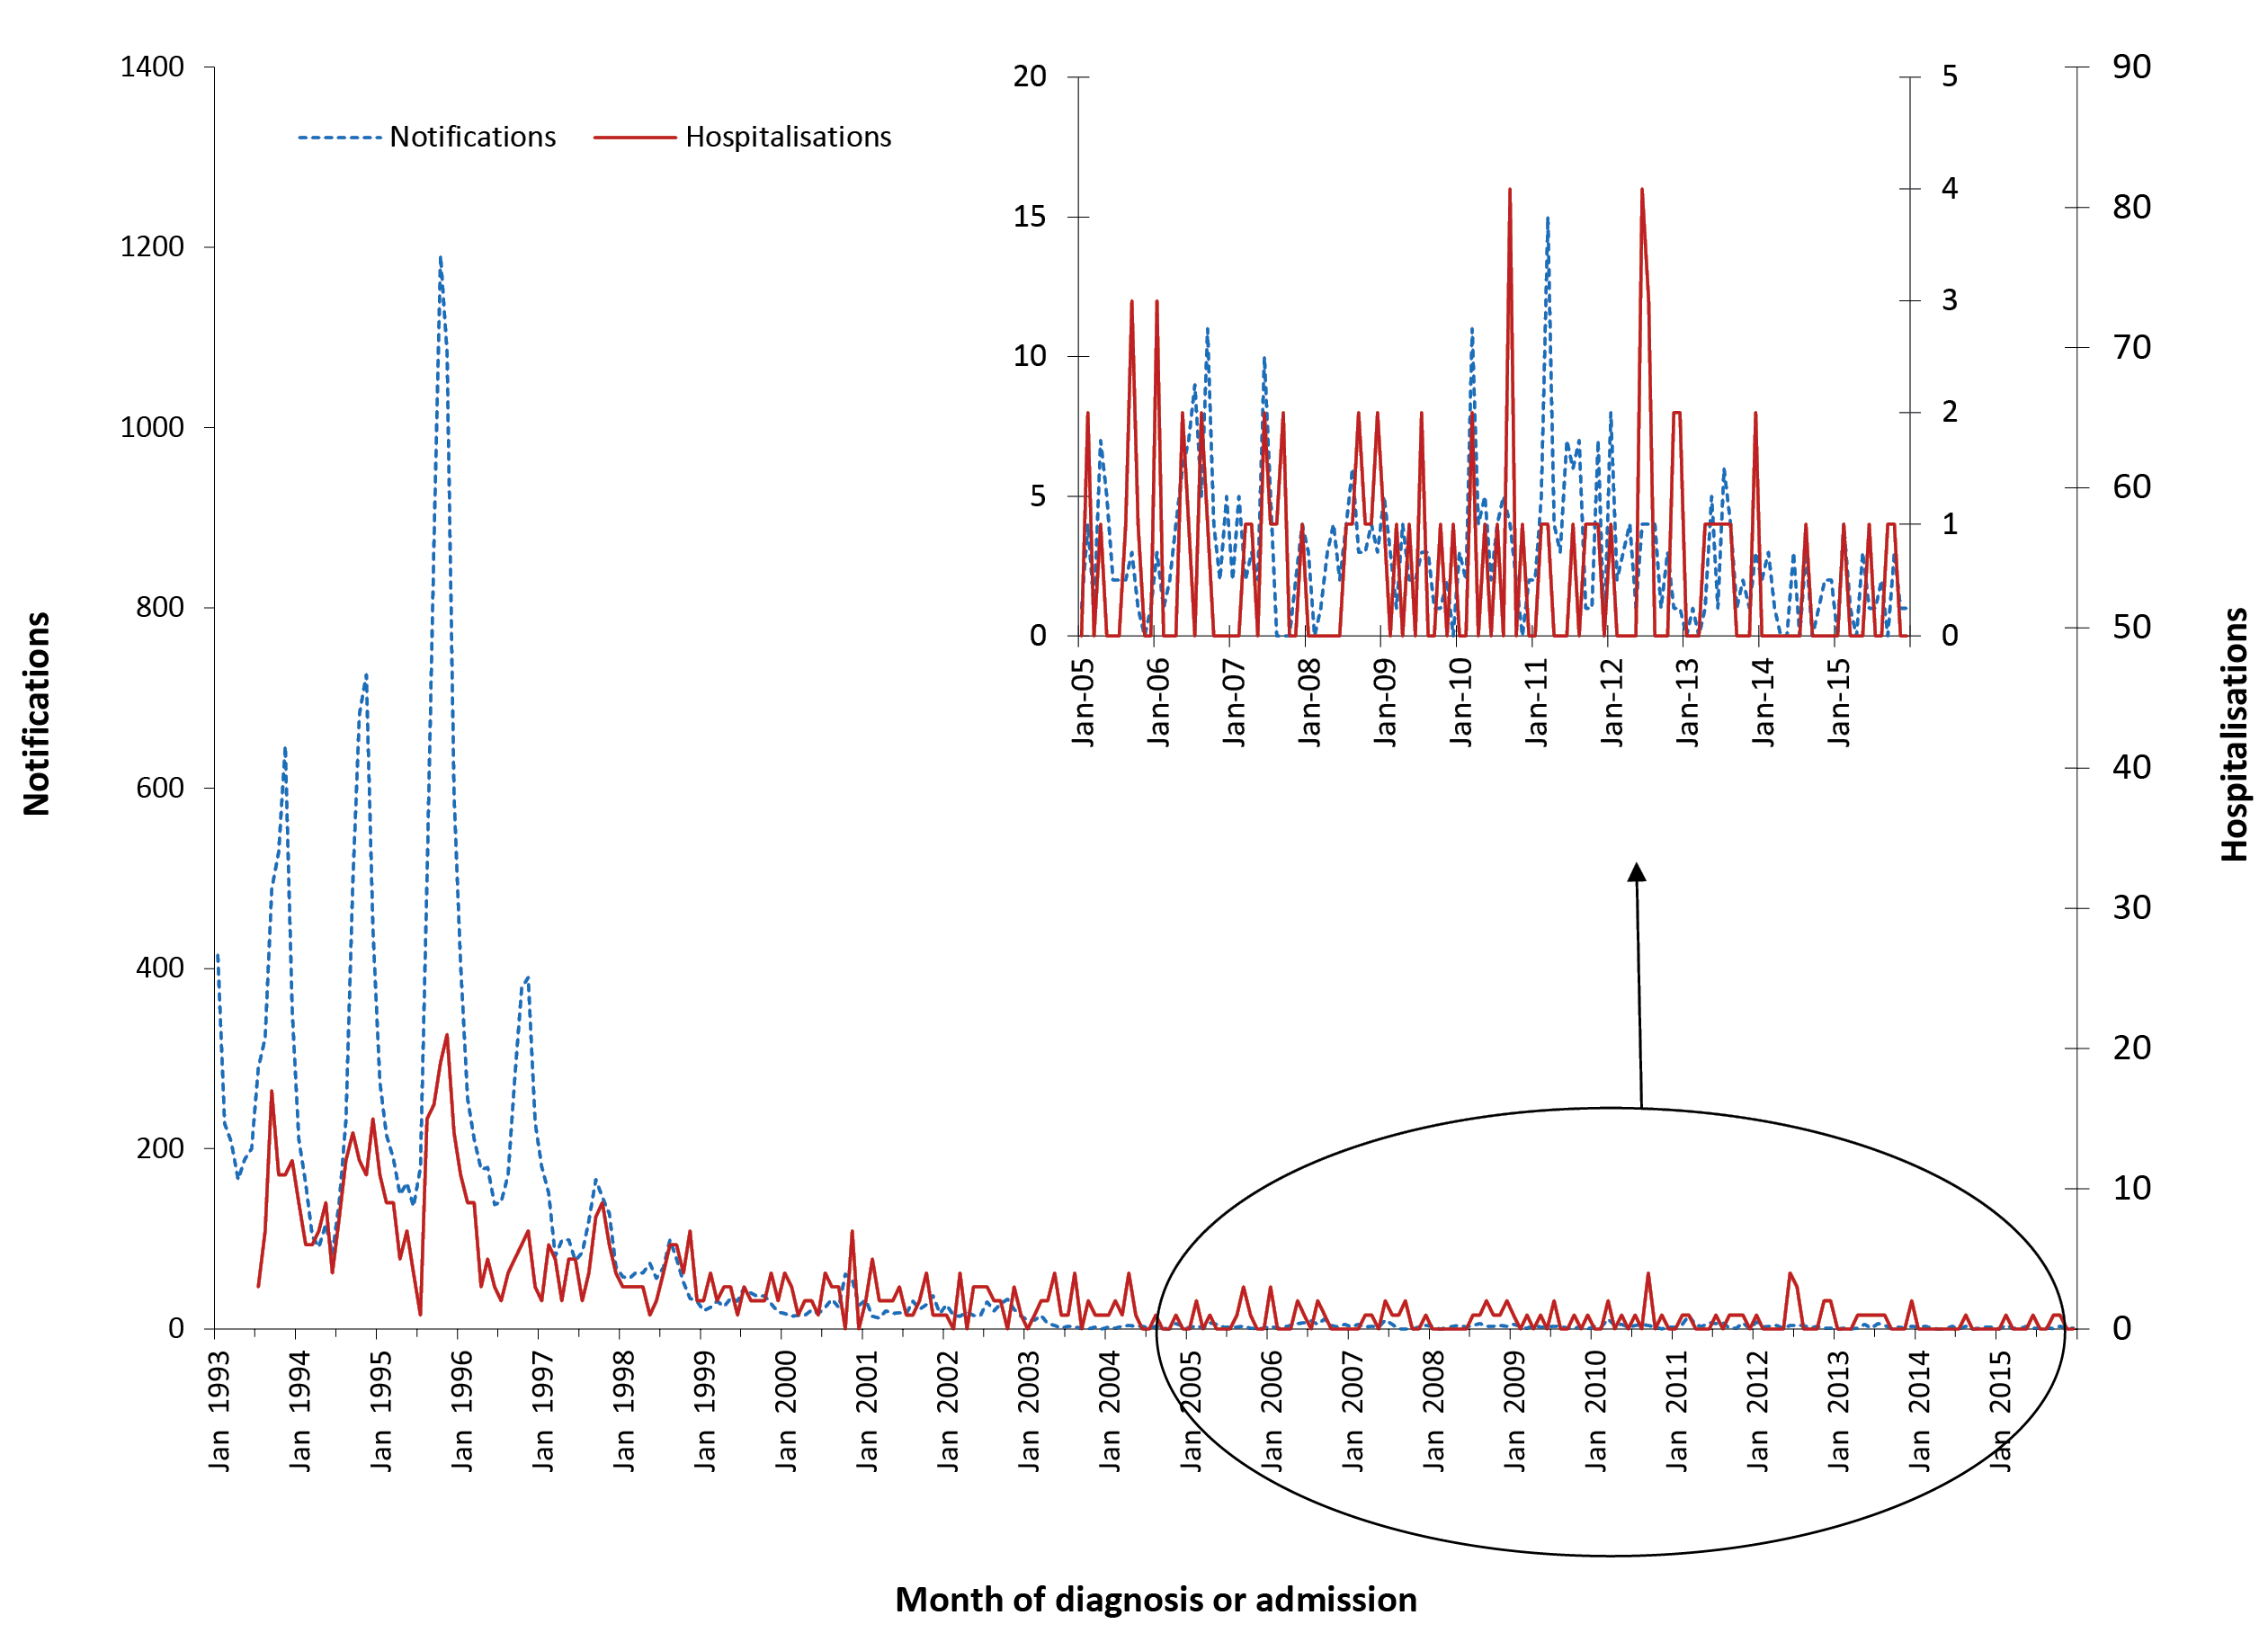 1400
1200
1000
800
600
400
200
0
Notifications
Notifications
Hospitalisations
20
15
10
5
0
5
4
3
2
1
0
Jan-05
Jan-06
Jan-07
Jan-08
Jan-09
Jan-10
Jan-11
Jan-12
Jan-13
Jan-14
Jan-15
90
80
70
60
50
40
30
20
10
0
Hospitalisations
Jan 1993
Jan 1994
Jan 1995
Jan 1996
Jan 1997
Jan 1998
Jan 1999
Jan 2000
Jan 2001
Jan 2002
Jan 2003
Jan 2004
Jan 2005
Jan 2006
Jan 2007
Jan 2008
Jan 2009
Jan 2010
Jan 2011
Jan 2012
Jan 2013
Jan 2014
Jan 2015
Month of diagnosis or admission